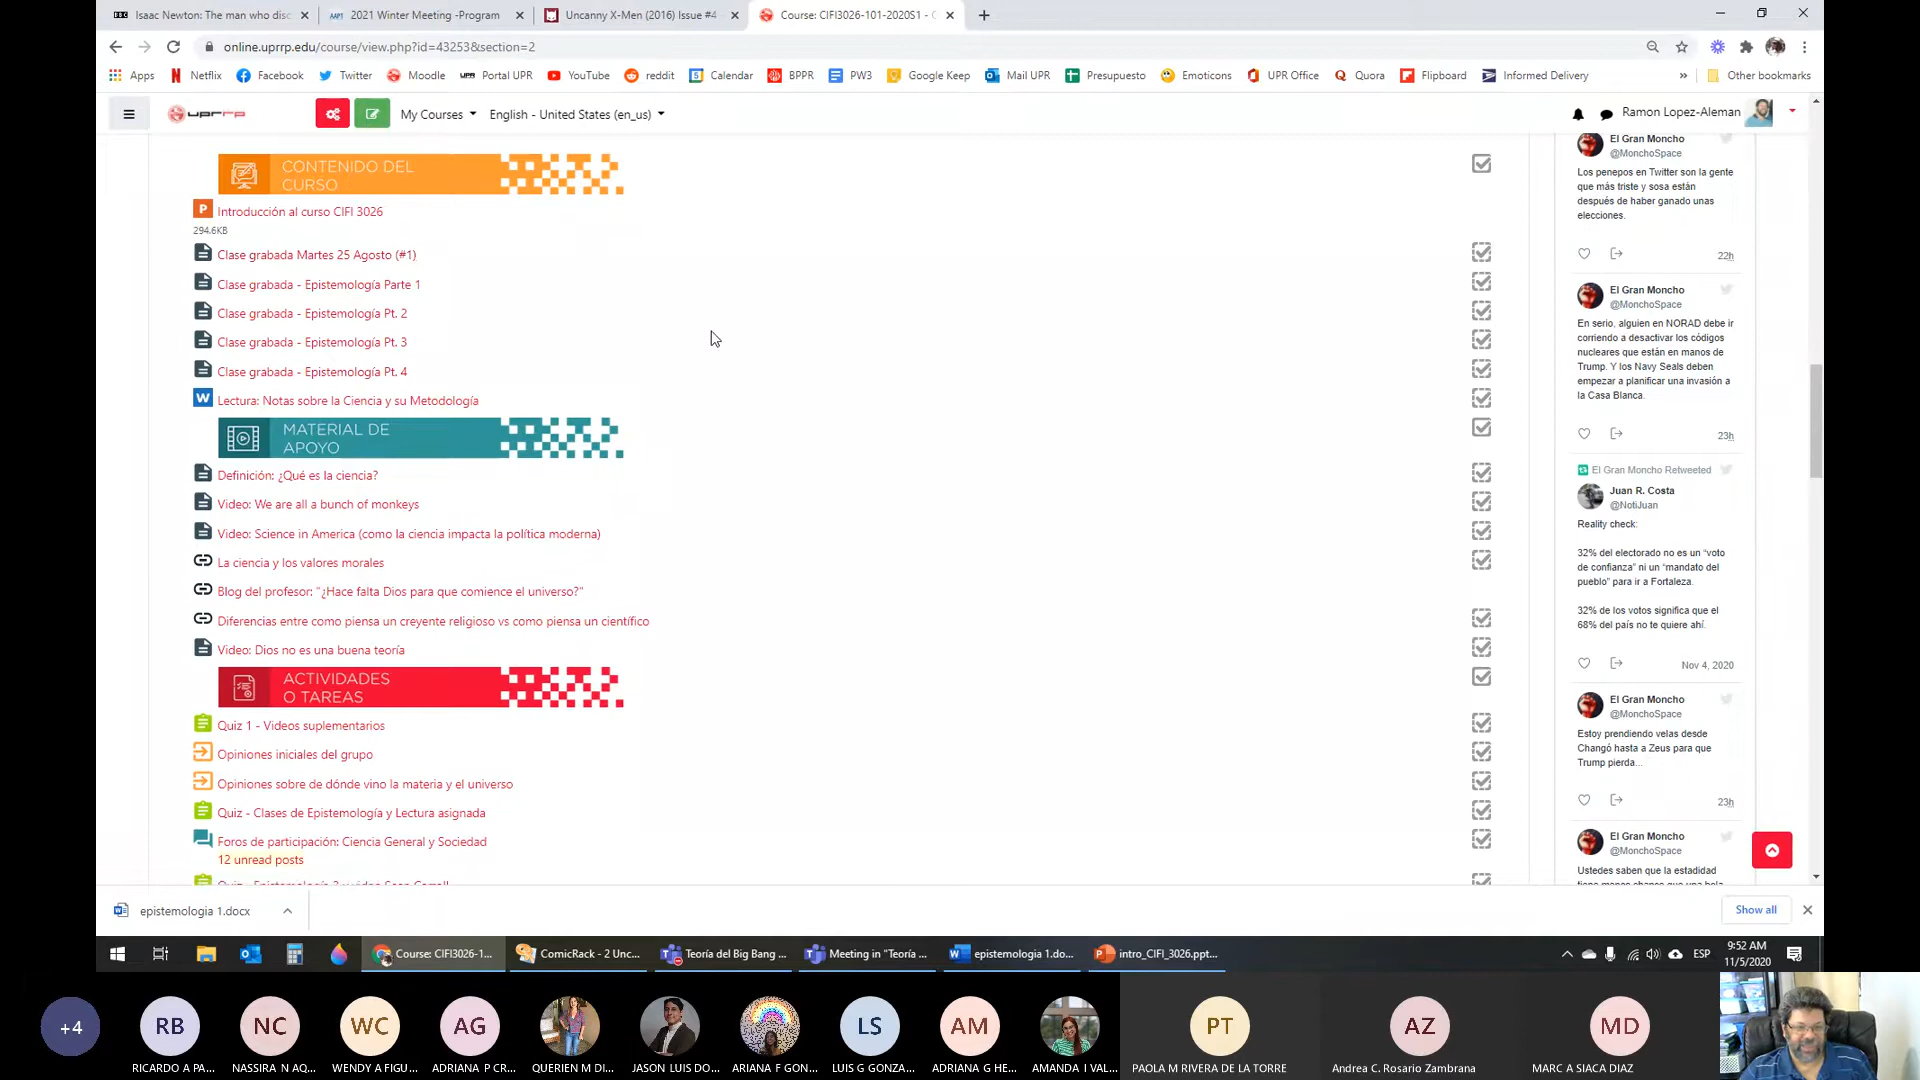 Isaac Newton: The man who disc
2021 Winter Meeting -Program
Uncanny X-Men (2016) Issue #4
Course: CIFI3026-101-2020S1 -
online.uprrp.edu/course/view.php?id=43253&section=2
Apps
Netflix
Facebook
Twitter
Moodle
Portal UPR
YouTube
reddit
Calendar
BPPR
PW3
Google Keep
Mail UPR
Presupuesto
Emoticons
UPR Office
Quora
Flipboard
Informed Delivery
»
Other bookmarks
uprrp
My Courses
English - United States (en_us)
Ramon Lopez-Aleman
CONTENIDO DEL
CURSO
Introducción al curso CIFI 3026
294.6KB
Clase grabada Martes 25 Agosto (#1)
Clase grabada - Epistemología Parte 1
Clase grabada - Epistemología Pt. 2
Clase grabada - Epistemología Pt. 3
Clase grabada - Epistemología Pt. 4
Lectura: Notas sobre la Ciencia y su Metodología
MATERIAL DE
APOYO
Definición: ¿Qué es la ciencia?
Video: We are all a bunch of monkeys
Video: Science in America (como la ciencia impacta la política moderna)
La ciencia y los valores morales
Blog del profesor: "¿Hace falta Dios para que comience el universo?"
Diferencias entre como piensa un creyente religioso vs como piensa un científico
Video: Dios no es una buena teoría
ACTIVIDADES
O TAREAS
Quiz 1 - Videos suplementarios
Opiniones iniciales del grupo
Opiniones sobre de dónde vino la materia y el universo
Quiz - Clases de Epistemología y Lectura asignada
Foros de participación: Ciencia General y Sociedad
12 unread posts
El Gran Moncho
@MonchoSpace
Los penepos en Twitter son la gente
que más triste y sosa están
después de haber ganado unas
elecciones.
22h
El Gran Moncho
@MonchoSpace
En serio, alguien en NORAD debe ir
corriendo a desactivar los códigos
nucleares que están en manos de
Trump. Y los Navy Seals deben
empezar a planificar una invasión a
la Casa Blanca.
23h
El Gran Moncho Retweeted
Juan R. Costa
@NotiJuan
Reality check:
32% del electorado no es un “voto
de confianza” ni un “mandato del
pueblo” para ir a Fortaleza.
32% de los votos significa que el
68% del país no te quiere ahí.
Nov 4, 2020
El Gran Moncho
@MonchoSpace
Estoy prendiendo velas desde
Changó hasta a Zeus para que
Trump pierda...
23h
El Gran Moncho
@MonchoSpace
Ustedes saben que la estadidad
epistemologia 1.docx
Show all
Course: CIFI3026-1...
ComicRack - 2 Unc...
Teoría del Big Bang ...
Meeting in "Teoría ...
epistemologia 1.do...
intro_CIFI_3026.ppt...
ESP
9:52 AM
11/5/2020
+4
RB
NC
WC
AG
LS
AM
PT
AZ
MD
RICARDO A PA...
NASSIRA N AQ...
WENDY A FIGU...
ADRIANA P CR...
QUERIEN M DI...
JASON LUIS DO...
ARIANA F GON...
LUIS G GONZA...
ADRIANA G HE...
AMANDA I VAL...
PAOLA M RIVERA DE LA TORRE
Andrea C. Rosario Zambrana
MARC A SIACA DIAZ